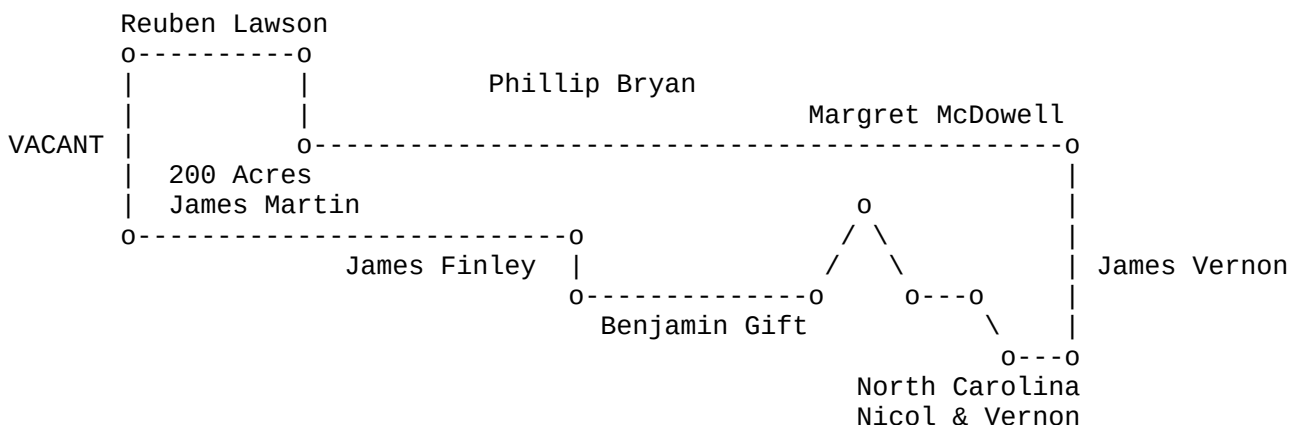 Reuben Lawson
Phillip Bryan
Margret McDowell
VACANT
200 Acres
James Martin
James Finley
James Vernon
Benjamin Gift
North Carolina
Nicol & Vernon